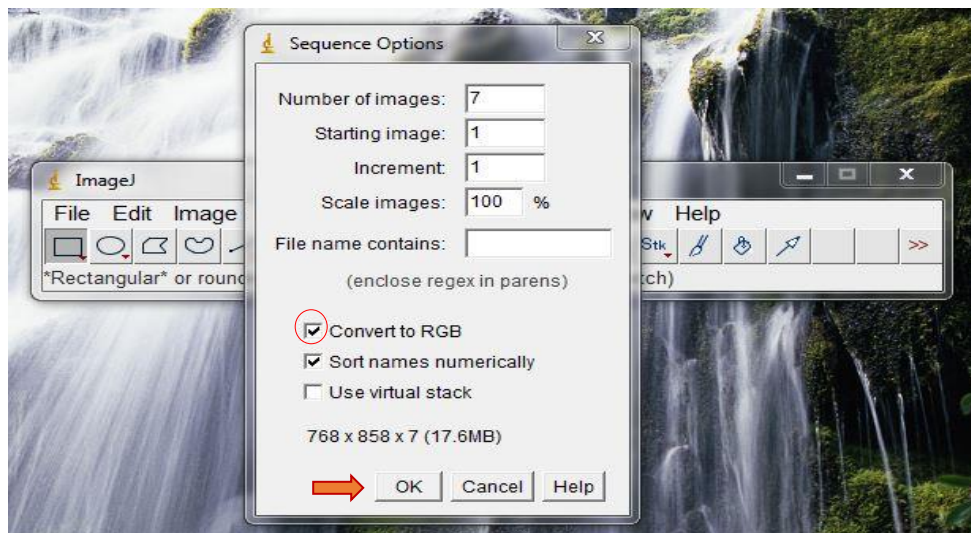 Sequence Options
Number of images: 7
Starting image: 1
Increment: 1
Scale images: 100 %
File name contains:
(enclose regex in parens)
Convert to RGB
Sort names numerically
Use virtual stack
768 x 858 x 7 (17.6MB)
OK Cancel Help
ImageJ
File Edit Image Help
Stk >>
*Rectangular* or